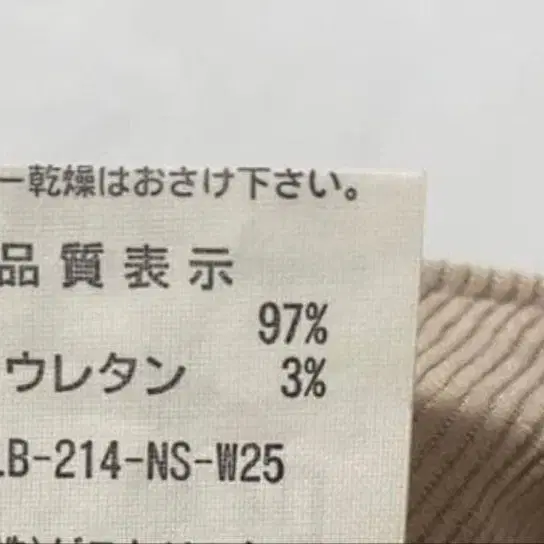 ー乾燥はおさけ下さい。
品質表示
97%
ウレタン 3%
LB-214-NS-W25